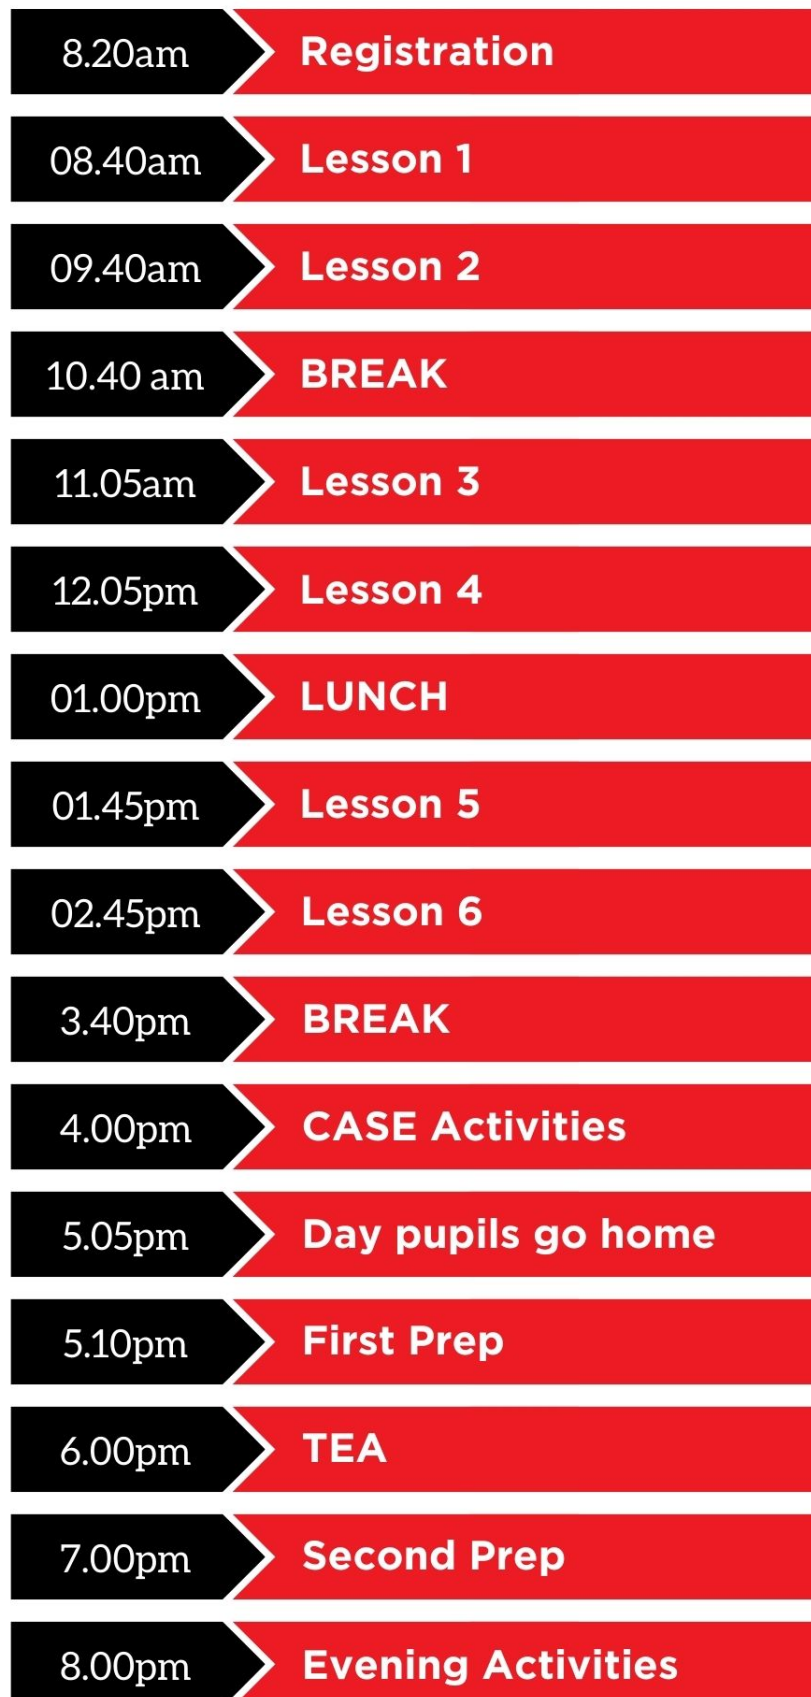 8.20am Registration
08.40am Lesson 1
09.40am Lesson 2
10.40 am BREAK
11.05am Lesson 3
12.05pm Lesson 4
01.00pm LUNCH
01.45pm Lesson 5
02.45pm Lesson 6
3.40pm BREAK
4.00pm CASE Activities
5.05pm Day pupils go home
5.10pm First Prep
6.00pm TEA
7.00pm Second Prep
8.00pm Evening Activities